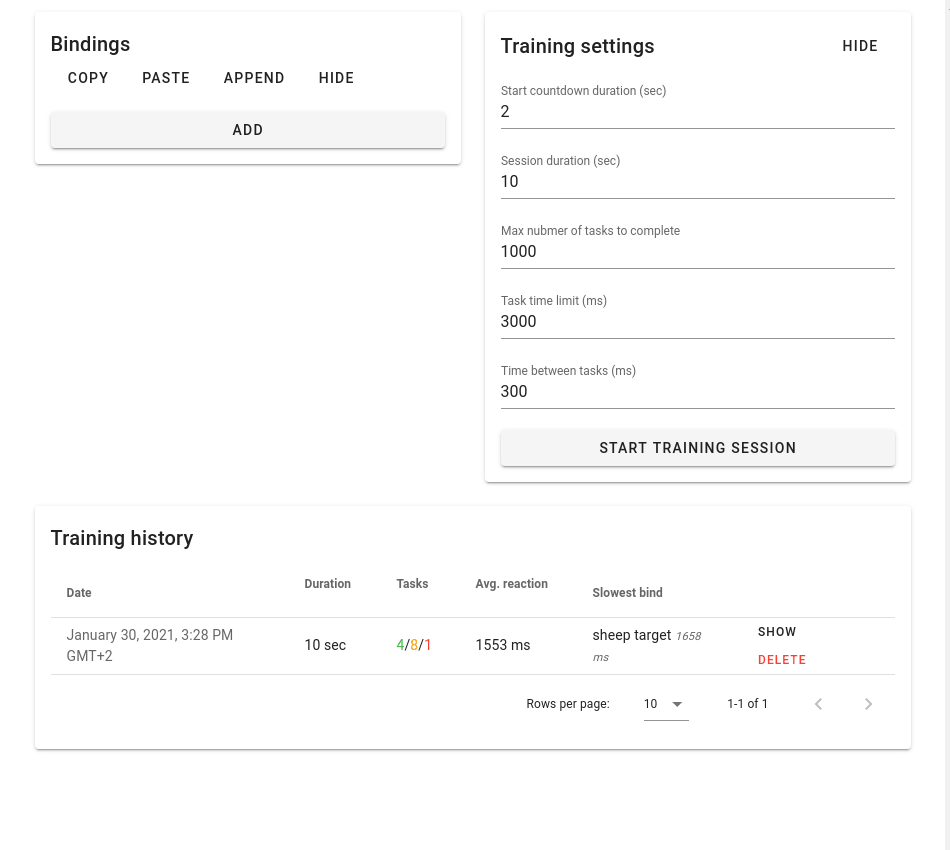 Bindings
COPY PASTE APPEND HIDE
ADD
Training settings
HIDE
Start countdown duration (sec)
2
Session duration (sec)
10
Max nubmer of tasks to complete
1000
Task time limit (ms)
3000
Time between tasks (ms)
300
START TRAINING SESSION
Training history
Date Duration Tasks Avg. reaction Slowest bind
January 30, 2021, 3:28 PM
GMT+2
10 sec
4/8/1
1553 ms
sheep target 1658
ms
SHOW
DELETE
Rows per page: 10 1-1 of 1